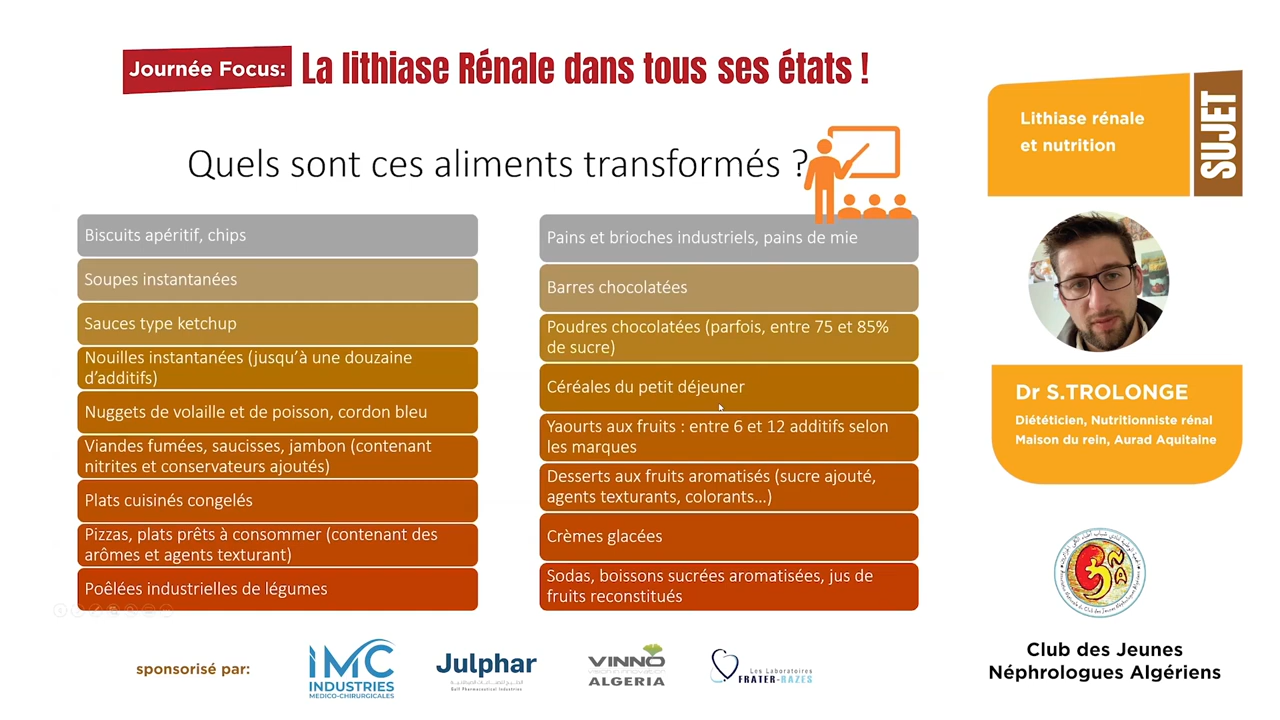 Journée Focus: La lithiase Rénale dans tous ses états !
Quels sont ces aliments transformés ?
Biscuits apéritif, chips
Soupes instantanées
Sauces type ketchup
Nouilles instantanées (jusqu'à une douzaine
d'additifs)
Nuggets de volaille et de poisson, cordon bleu
Viandes fumées, saucisses, jambon (contenant
nitrites et conservateurs ajoutés)
Plats cuisinés congelés
Pizzas, plats prêts à consommer (contenant des
arômes et agents texturant)
Poêlées industrielles de légumes
Pains et brioches industriels, pains de mie
Barres chocolatées
Poudres chocolatées (parfois, entre 75 et 85%
de sucre)
Céréales du petit déjeuner
Yaourts aux fruits : entre 6 et 12 additifs selon
les marques
Desserts aux fruits aromatisés (sucre ajouté,
agents texturants, colorants...)
Crèmes glacées
Sodas, boissons sucrées aromatisées, jus de
fruits reconstitués
Lithiase rénale
et nutrition
SUJET
Dr S.TROLONGE
Diététicien, Nutritionniste rénal
Maison du rein, Aurad Aquitaine
Club des Jeunes
Néphrologues Algériens
sponsorisé par:
IMC
INDUSTRIES
MEDICO-CHIRURGICALES
Julphar
Gulf Pharmaceutical Industries
VINNO
ALGERIA
Les Laboratoires
FRATER-RAZES